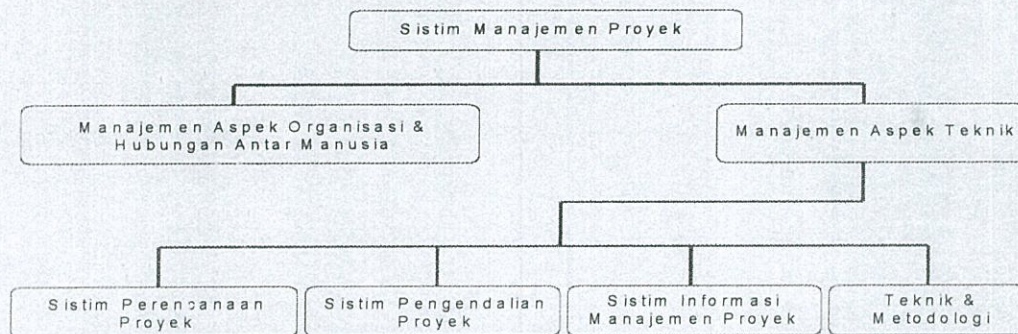 Sistim Manajemen Proyek
Manajemen Aspek Organisasi &
Hubungan Antar Manusia
Manajemen Aspek Teknik
Sistim Perencanaan
Proyek
Sistim Pengendalian
Proyek
Sistim Informasi
Manajemen Proyek
Teknik &
Metodologi